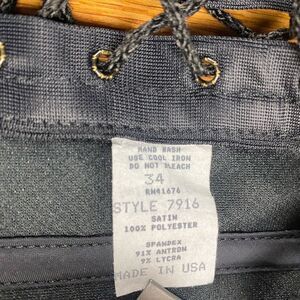 HAND WASH
USE COOL IRON
DO NOT BLEACH
34
RN41676
STYLE 7916
SATIN
100% POLYESTER
SPANDEX
91% ANTRON
9% LYCRA
MADE IN USA